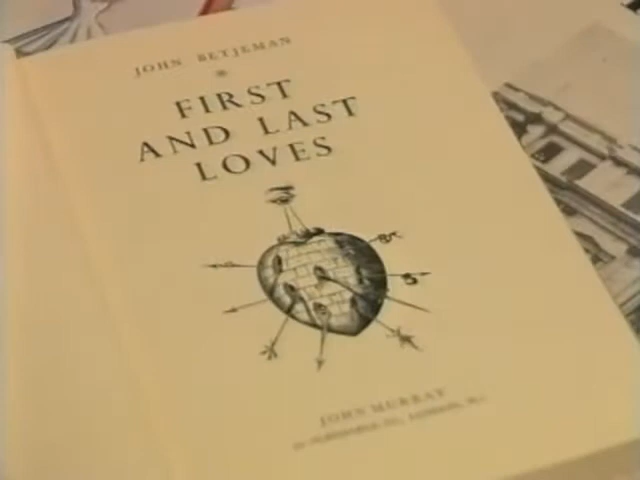 JOHN BETJEMAN
FIRST
AND LAST
LOVES
JOHN MURRAY